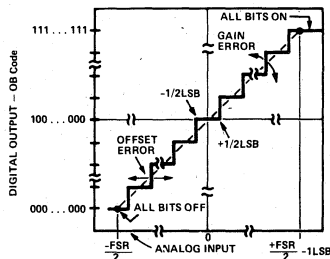 ALL BITS ON
111 ... 111
GAIN
ERROR
-1/2LSB
DIGITAL OUTPUT – OB Code
100 ... 000
OFFSET
ERROR
+1/2LSB
000 ... 000
ALL BITS OFF
-FSR
2
ANALOG INPUT
0
+FSR
2
-1LSB